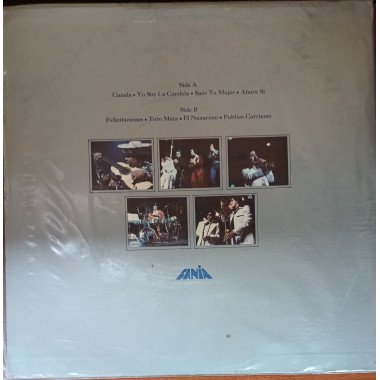 Side A
Cucala • Yo Soy La Candela • Saca Tu Mujer • Ahora Si
Side B
Felicitaciones • Toro Mata • El Nazareno • Publico Corriente
FANIA